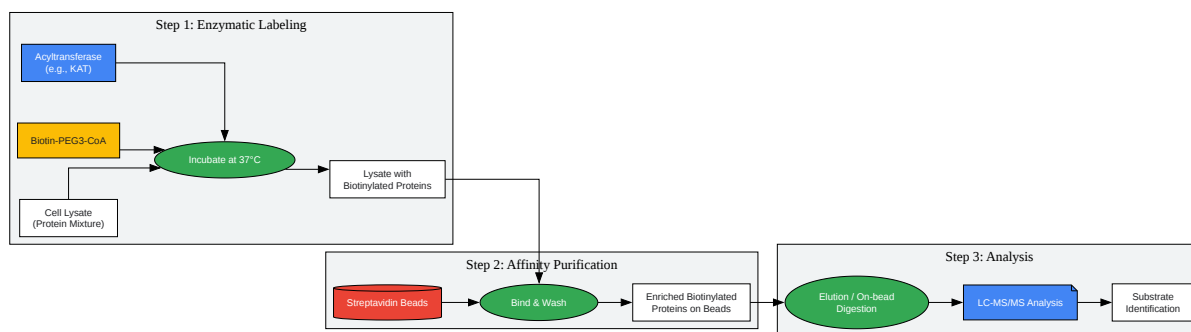 Step 1: Enzymatic Labeling
Acyltransferase
(e.g., KAT)
Biotin-PEG3-CoA
Incubate at 37°C
Cell Lysate
(Protein Mixture)
Lysate with
Biotinylated Proteins
Step 2: Affinity Purification
Streptavidin Beads
Bind & Wash
Enriched Biotinylated
Proteins on Beads
Step 3: Analysis
Elution / On-bead
Digestion
LC-MS/MS Analysis
Substrate
Identification